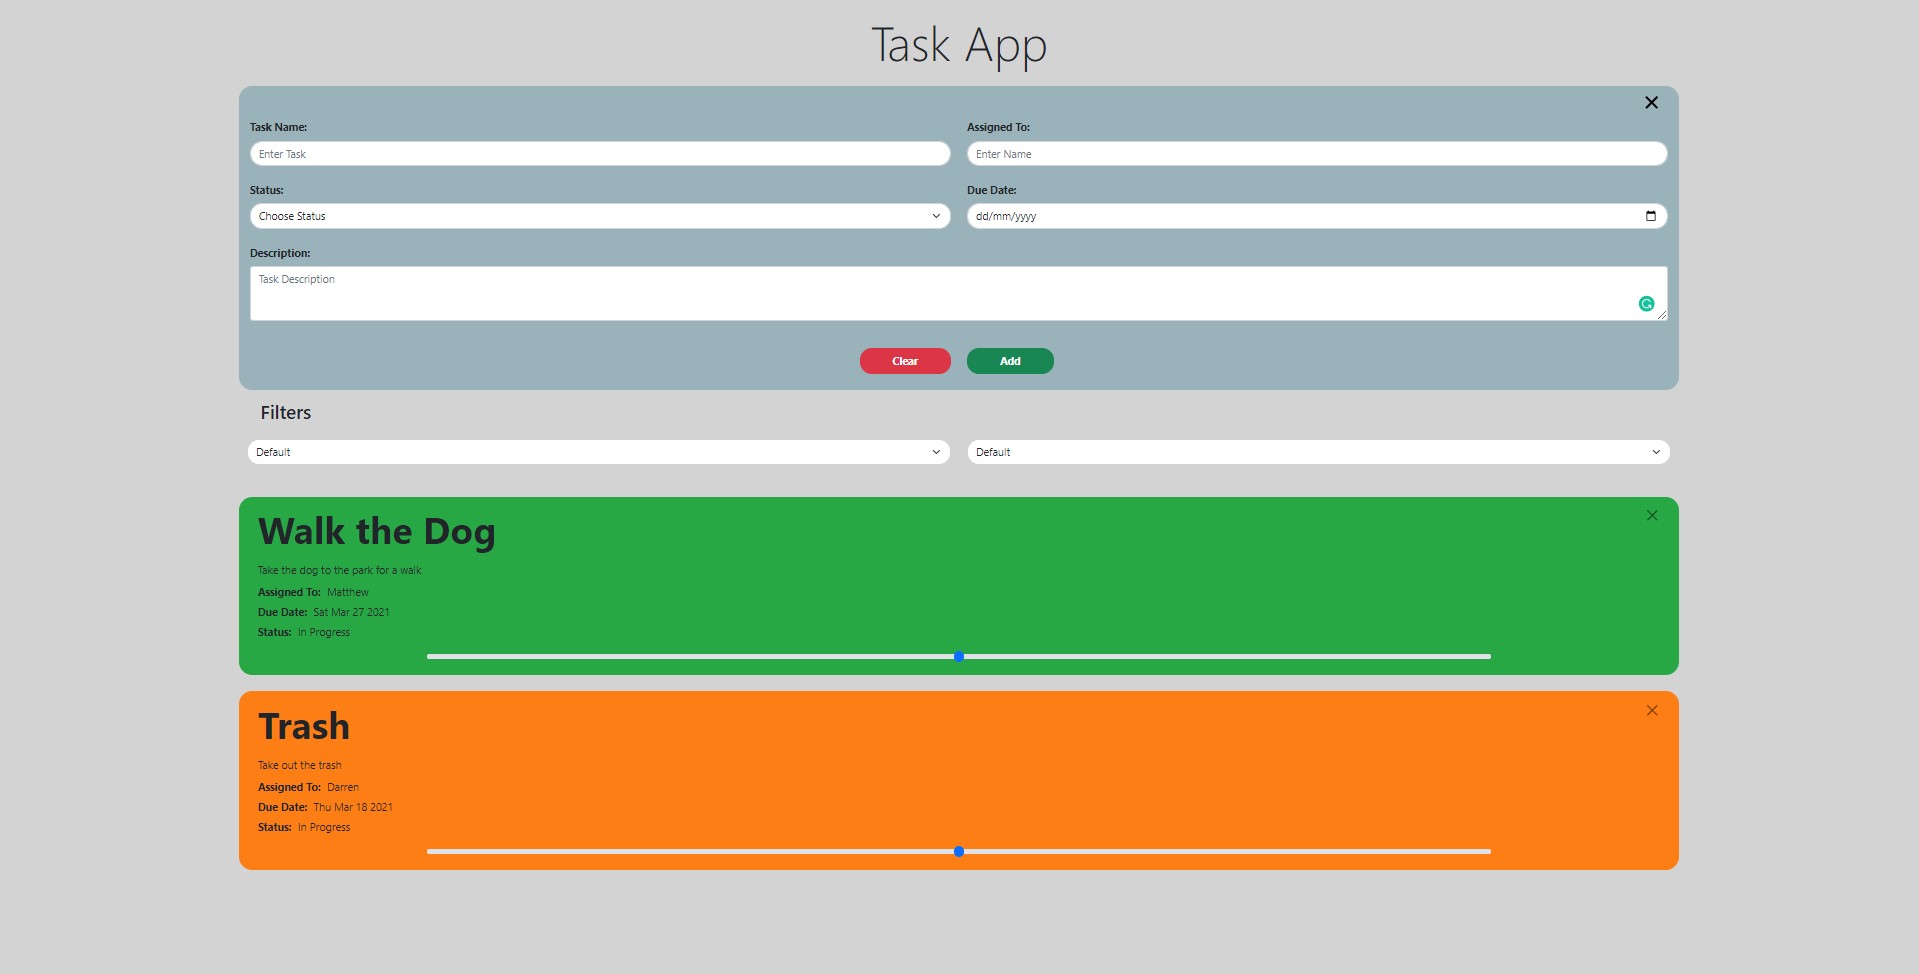 Task App
Task Name: Assigned To:
Enter Task Enter Name
Status: Due Date:
Choose Status dd/mm/yyyy
Description:
Task Description
Clear Add
Filters
Default Default
Walk the Dog
Take the dog to the park for a walk
Assigned To: Matthew
Due Date: Sat Mar 27 2021
Status: In Progress
Trash
Take out the trash
Assigned To: Darren
Due Date: Thu Mar 18 2021
Status: In Progress